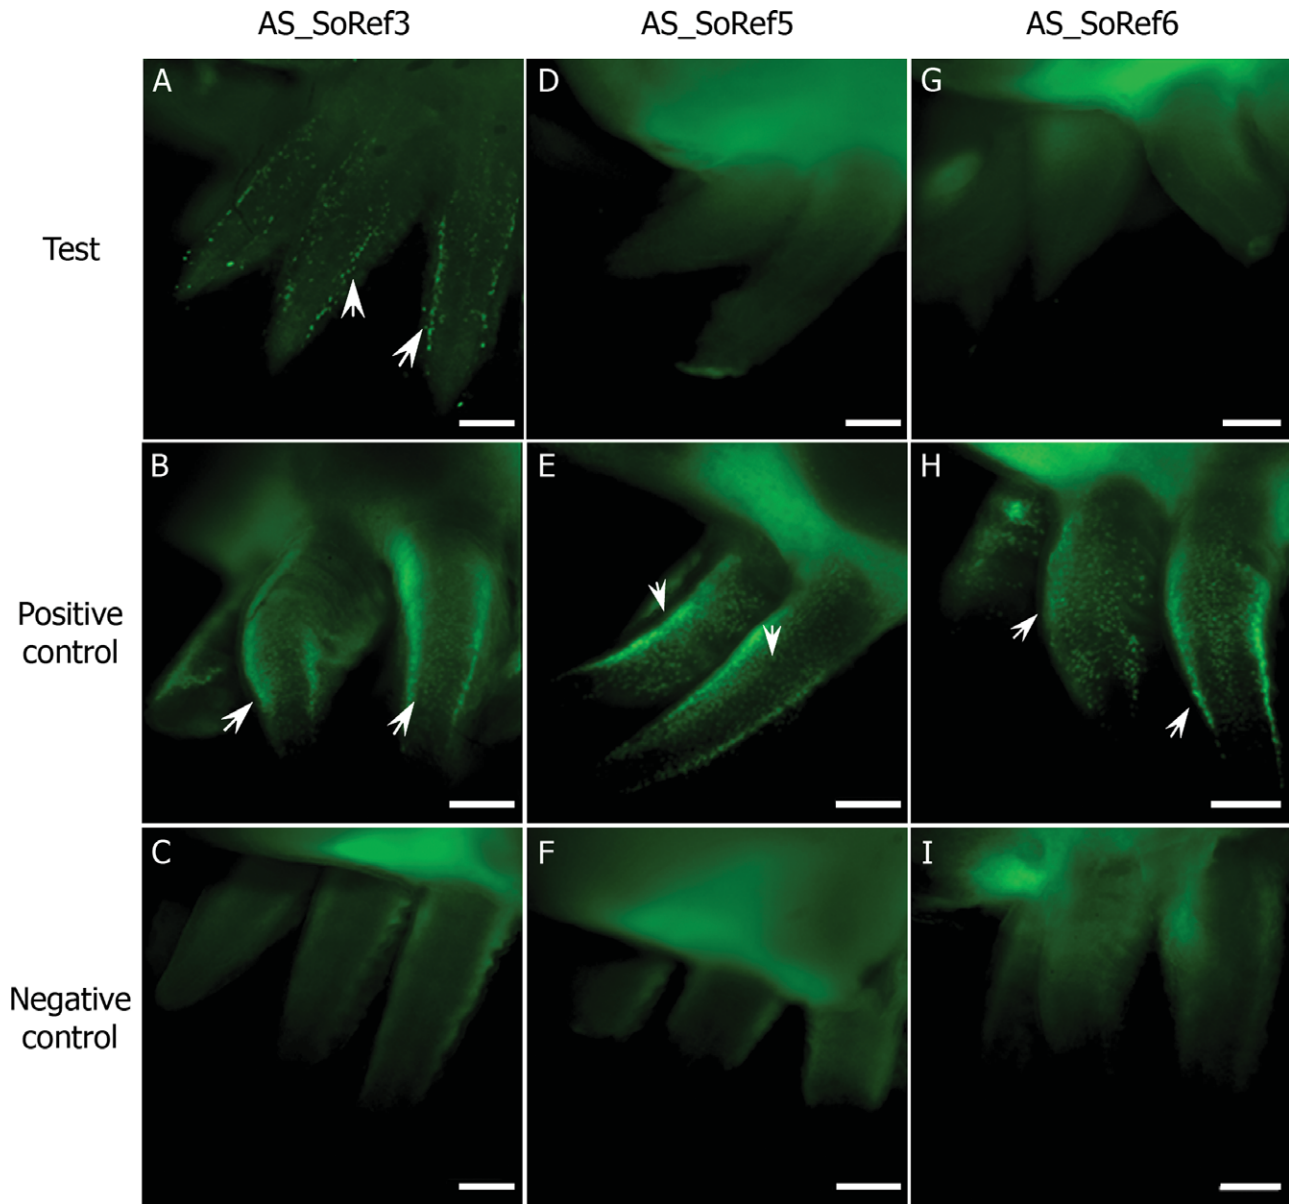 AS_SoRef3 AS_SoRef5 AS_SoRef6
A D G
Test
B E H
Positive
control
C F I
Negative
control